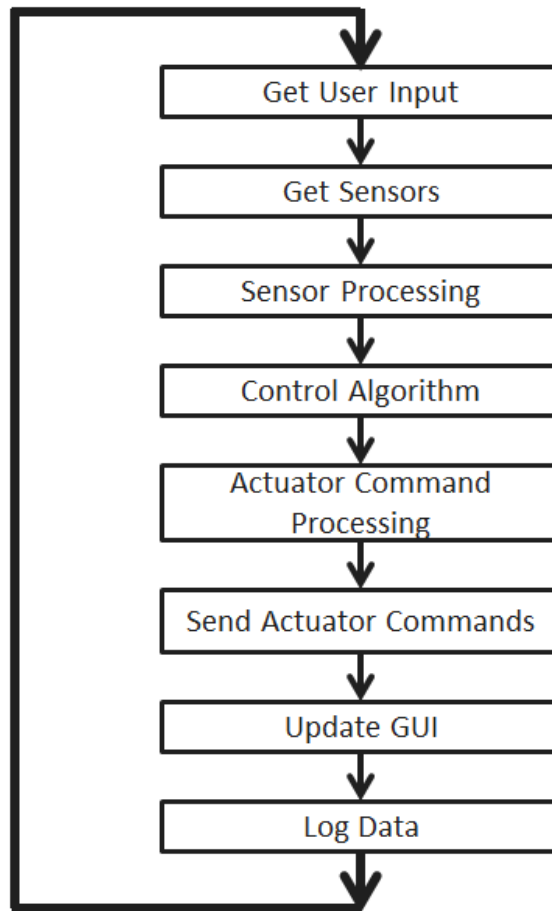 Get User Input
Get Sensors
Sensor Processing
Control Algorithm
Actuator Command
Processing
Send Actuator Commands
Update GUI
Log Data